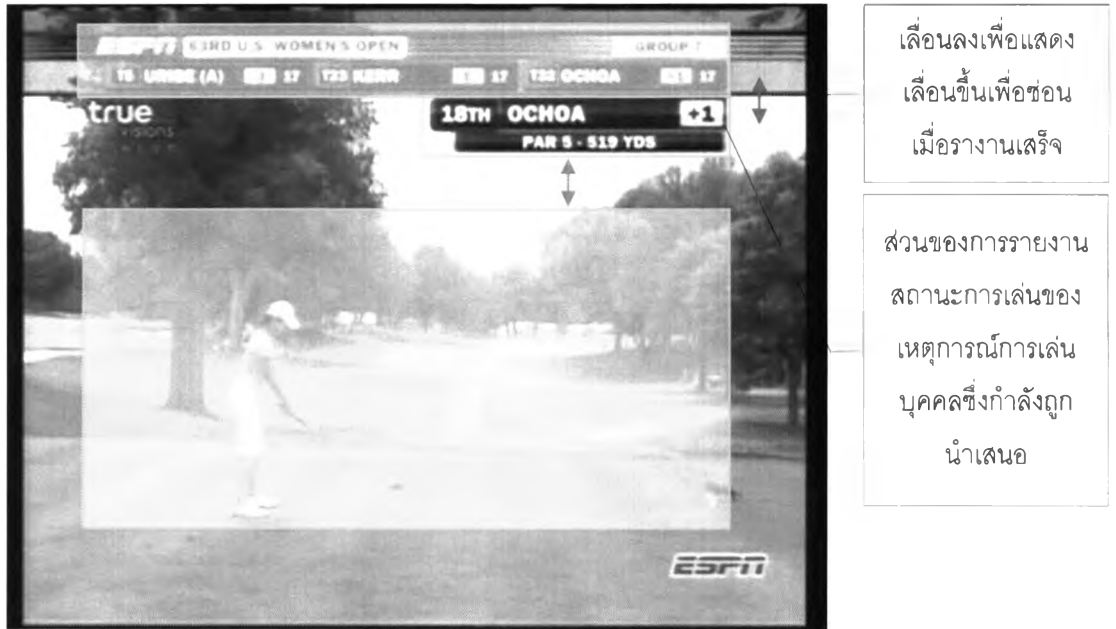 ESPN 63RD U.S. WOMEN'S OPEN GROUP 7
T5 URIBE (A) 17 T23 KERR 17 T32 OCHOA +1 17
true
visions
18TH OCHOA +1
PAR 5 - 519 YDS
ESPN
เลื่อนลงเพื่อแสดง
เลื่อนขึ้นเพื่อซ่อน
เมื่อรางานเสร็จ
ส่วนของการรายงาน
สถานะการเล่นของ
เหตุการณ์การเล่น
บุคคลซึ่งกำลังถูก
นำเสนอ